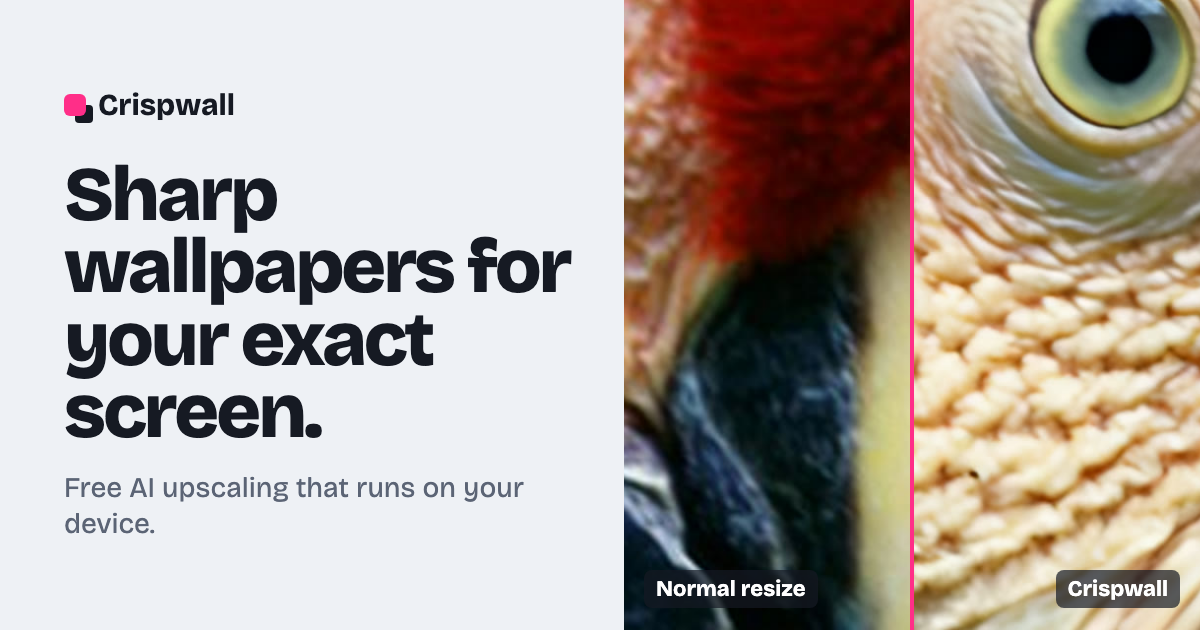 Crispwall
Sharp
wallpapers for
your exact
screen.
Free AI upscaling that runs on your
device.
Normal resize
Crispwall